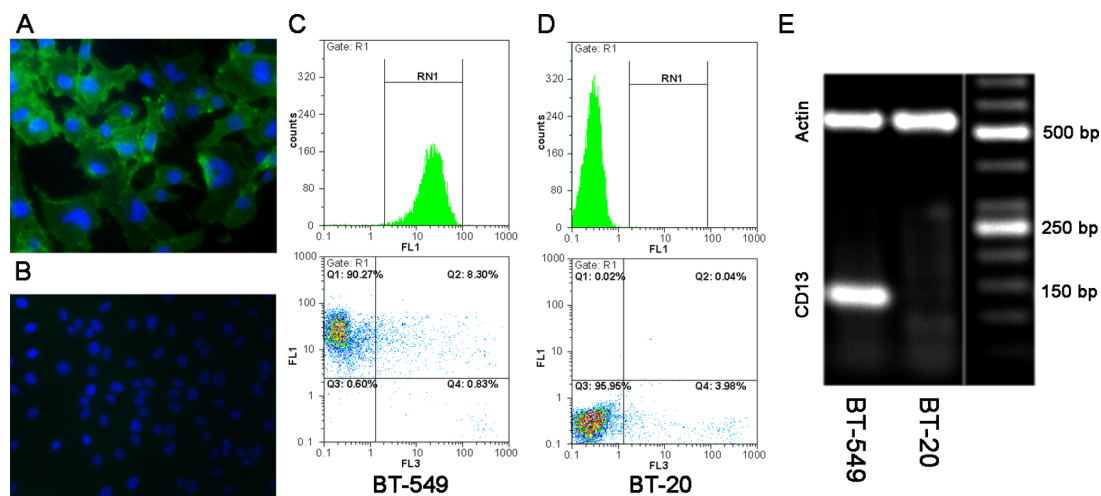 A
B
C
Gate: R1
RN1
counts
320
240
160
80
0
0.1
1
10
100
1000
FL1
Gate: R1
Q1: 90.27%
Q2: 8.30%
Q3: 0.60%
Q4: 0.83%
FL1
1000
100
10
1
0.1
0.1
1
10
100
1000
FL3
BT-549
D
Gate: R1
RN1
counts
320
240
160
80
0
0.1
1
10
100
1000
FL1
Gate: R1
Q1: 0.02%
Q2: 0.04%
Q3: 95.95%
Q4: 3.98%
FL1
1000
100
10
1
0.1
0.1
1
10
100
1000
FL3
BT-20
E
Actin
CD13
500 bp
250 bp
150 bp
BT-549
BT-20